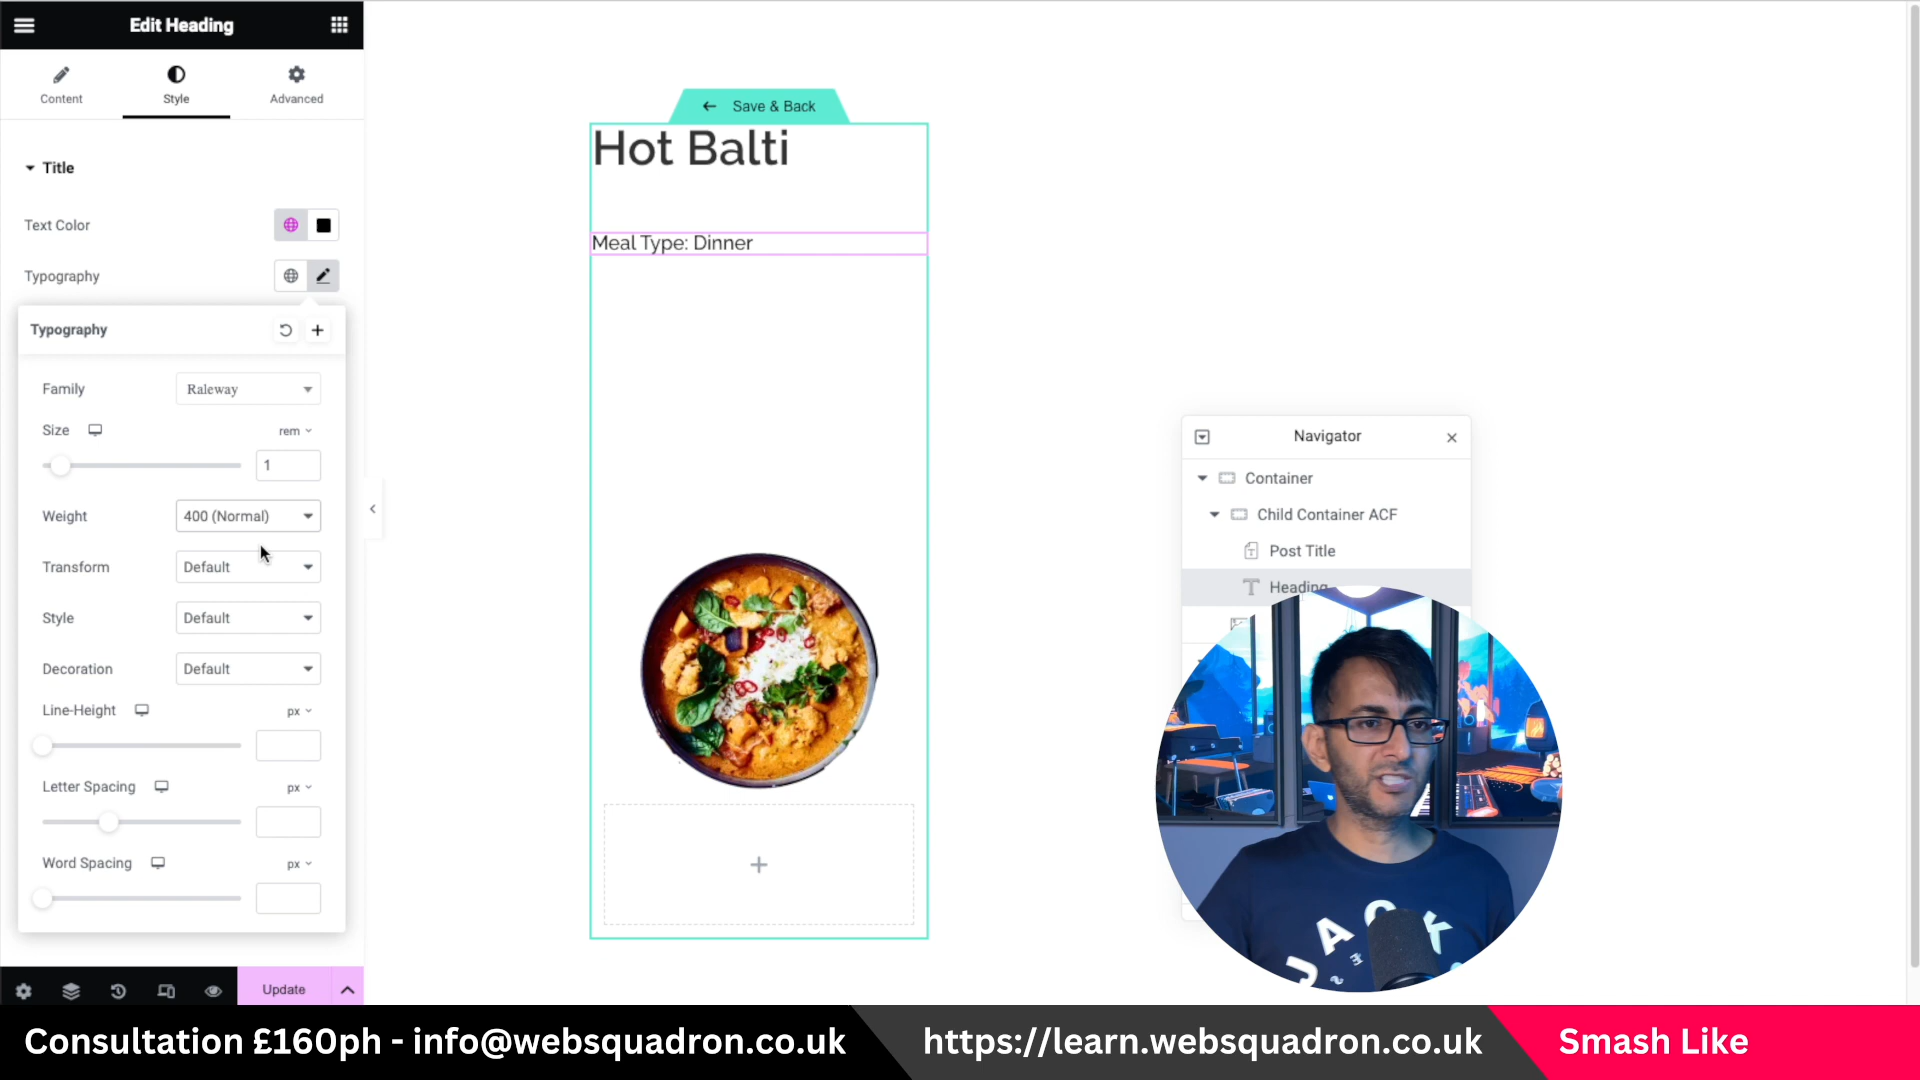 Edit Heading
Content
Style
Advanced
Title
Text Color
Typography
Typography
Family
Raleway
Size
rem
1
Weight
400 (Normal)
Transform
Default
Style
Default
Decoration
Default
Line-Height
px
Letter Spacing
px
Word Spacing
px
Update
Save & Back
Hot Balti
Meal Type: Dinner
Navigator
Container
Child Container ACF
Post Title
Heading
Consultation £160ph - info@websquadron.co.uk
https://learn.websquadron.co.uk
Smash Like